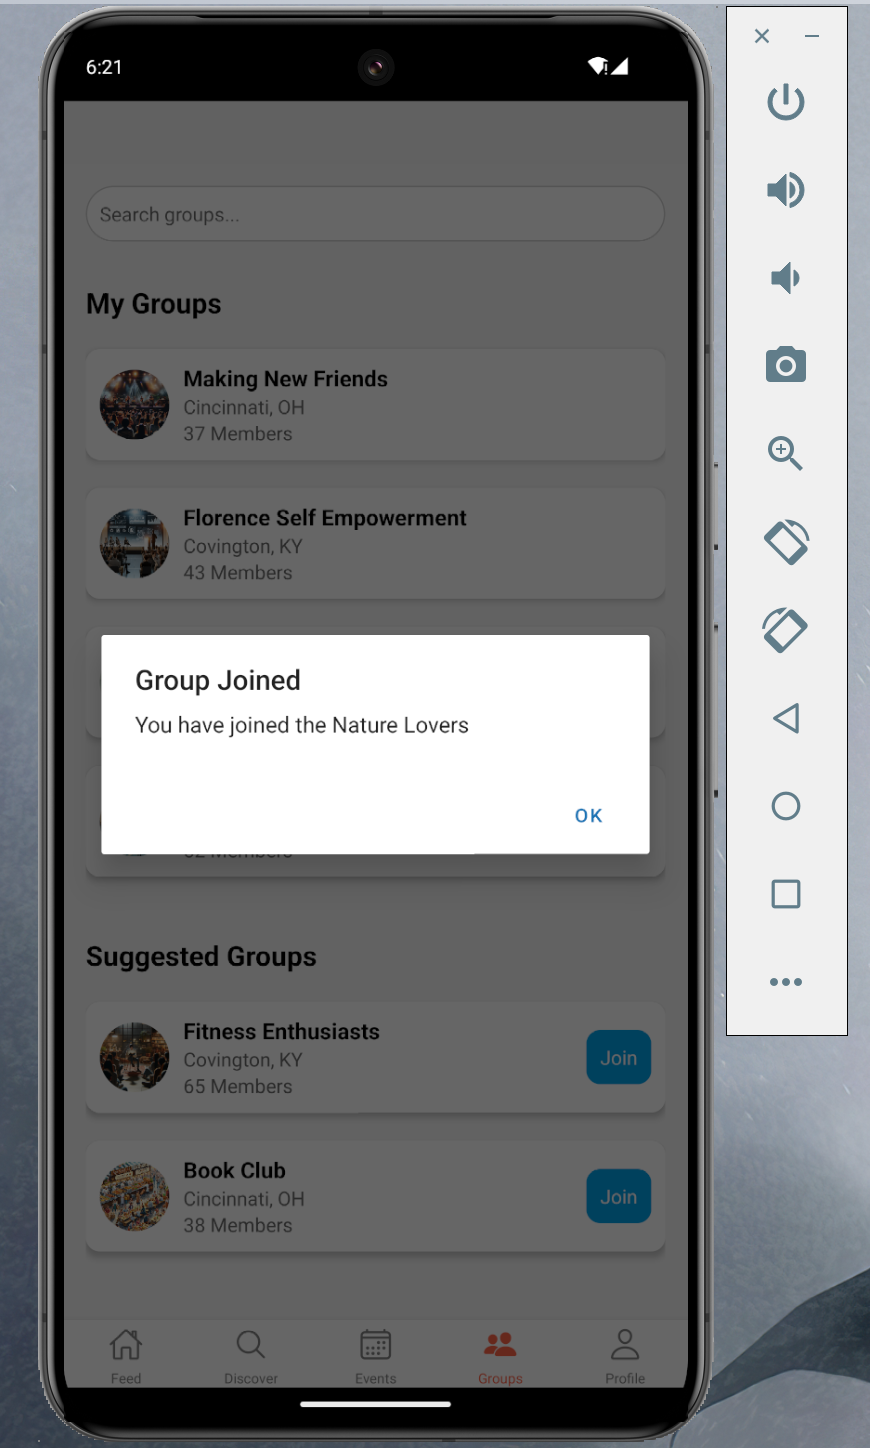 6:21
Search groups...
My Groups
Making New Friends
Cincinnati, OH
37 Members
Florence Self Empowerment
Covington, KY
43 Members
Group Joined
You have joined the Nature Lovers
OK
Members
Suggested Groups
Fitness Enthusiasts
Covington, KY
65 Members
Join
Book Club
Cincinnati, OH
38 Members
Join
Feed
Discover
Events
Groups
Profile